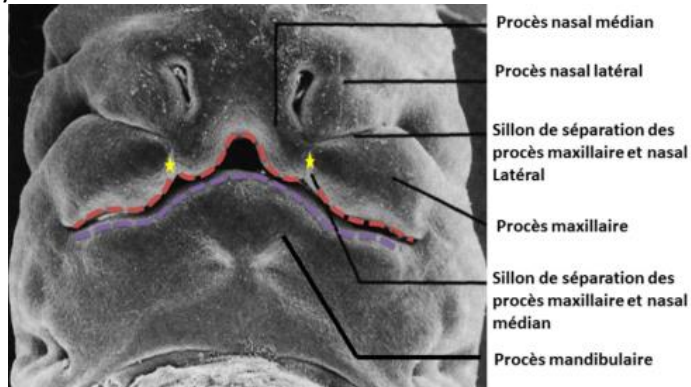 Procès nasal médian
Procès nasal latéral
Sillon de séparation des
procès maxillaire et nasal
Latéral
Procès maxillaire
Sillon de séparation des
procès maxillaire et nasal
médian
Procès mandibulaire